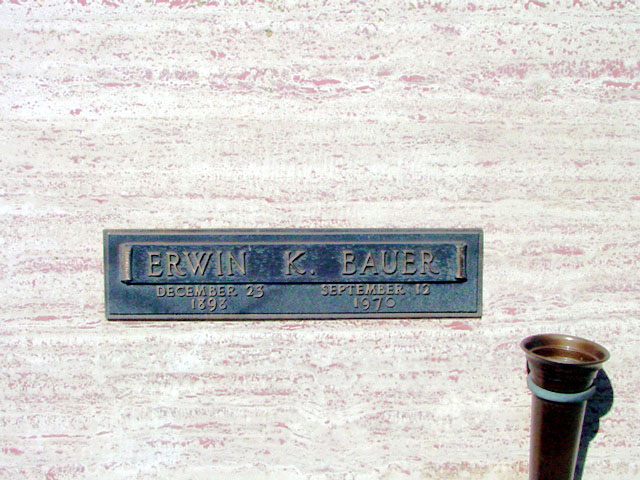 ERWIN K. BAUER
DECEMBER 23 SEPTEMBER 12
1898 1970